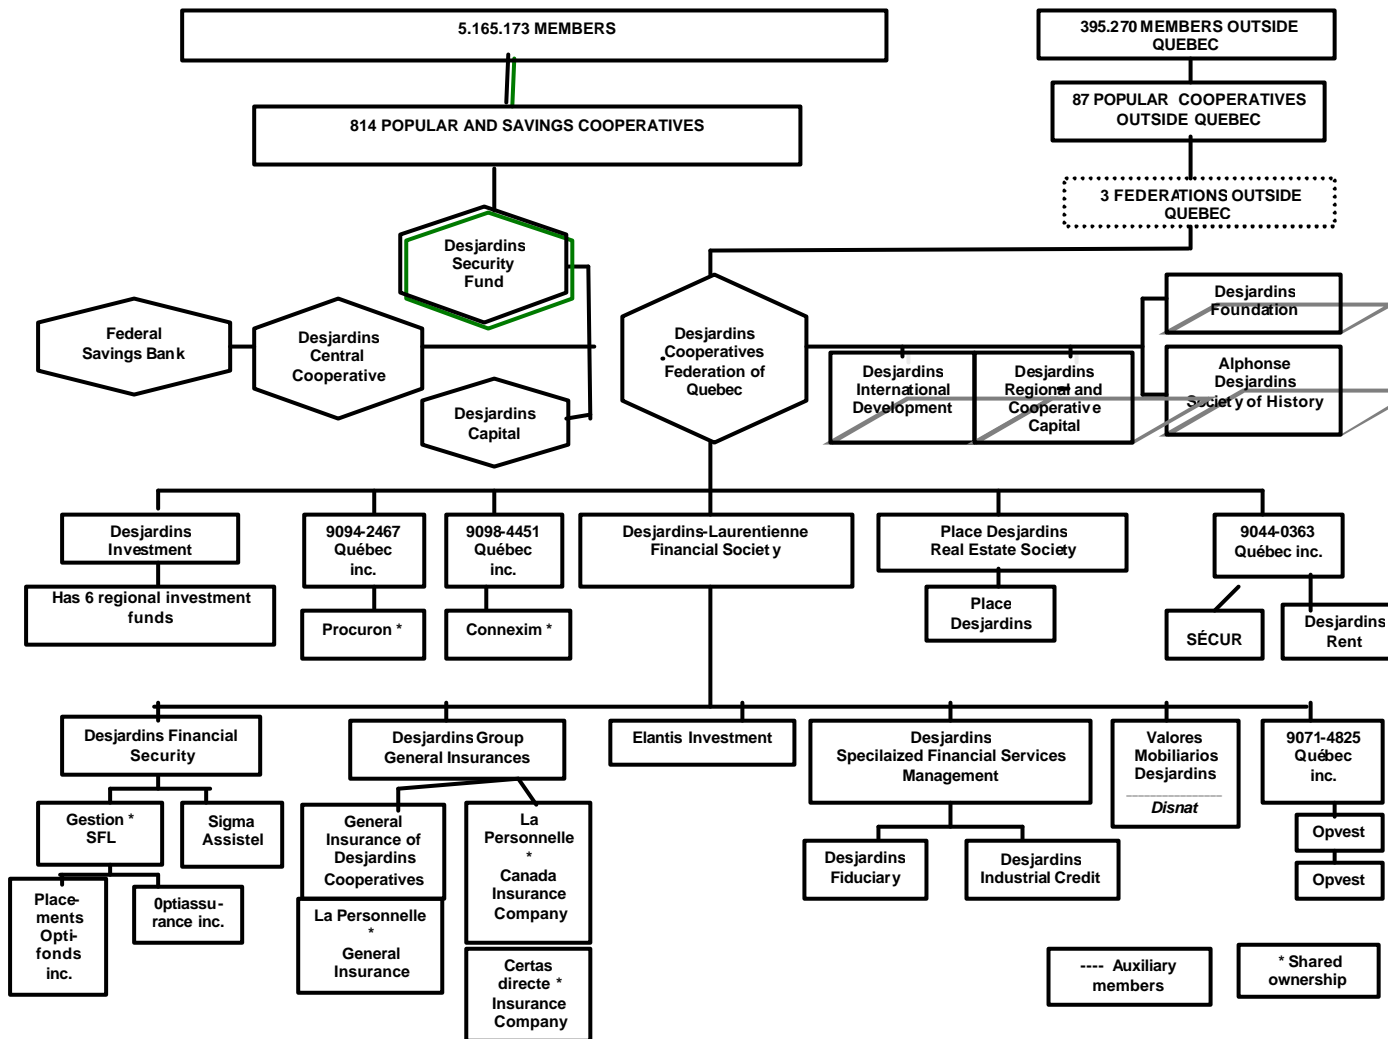 5.165.173 MEMBERS
395.270 MEMBERS OUTSIDE
QUEBEC
814 POPULAR AND SAVINGS COOPERATIVES
87 POPULAR COOPERATIVES
OUTSIDE QUEBEC
3 FEDERATIONS OUTSIDE
QUEBEC
Desjardins
Security
Fund
Federal
Savings Bank
Desjardins
Central
Cooperative
Desjardins
Capital
Desjardins
Cooperatives
Federation of
Quebec
Desjardins
International
Development
Desjardins
Regional and
Cooperative
Capital
Desjardins
Foundation
Alphonse
Desjardins
Society of History
Desjardins
Investment
Has 6 regional investment
funds
9094-2467
Québec
inc.
Procuron *
9098-4451
Québec
inc.
Connexim *
Desjardins-Laurentienne
Financial Society
Place Desjardins
Real Estate Society
Place
Desjardins
9044-0363
Québec inc.
SÉCUR
Desjardins
Rent
Desjardins Financial
Security
Gestion *
SFL
Sigma
Assistel
Place-
ments
Opti-
fonds
inc.
0ptiassu-
rance inc.
Desjardins Group
General Insurances
General
Insurance of
Desjardins
Cooperatives
La Personnelle
*
General
Insurance
La
Personnelle
*
Canada
Insurance
Company
Certas
directe *
Insurance
Company
Elantis Investment
Desjardins
Specilaized Financial Services
Management
Desjardins
Fiduciary
Desjardins
Industrial Credit
Valores
Mobiliarios
Desjardins
Disnat
9071-4825
Québec
inc.
Opvest
Opvest
---- Auxiliary
members
* Shared
ownership